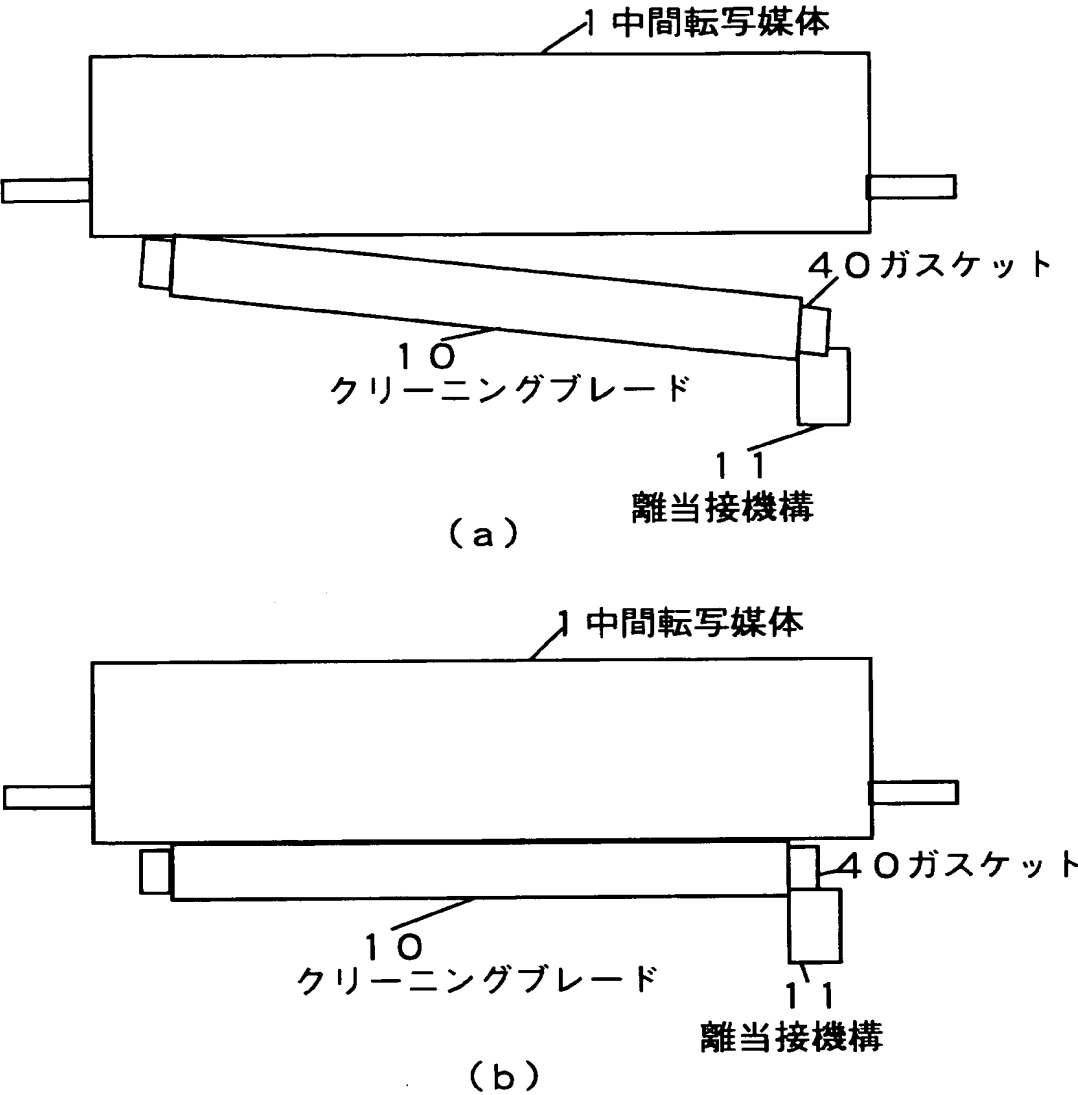 1中間転写媒体
40ガスケット
10
クリーニングブレード
11
離当接機構
(a)
1中間転写媒体
40ガスケット
10
クリーニングブレード
11
離当接機構
(b)